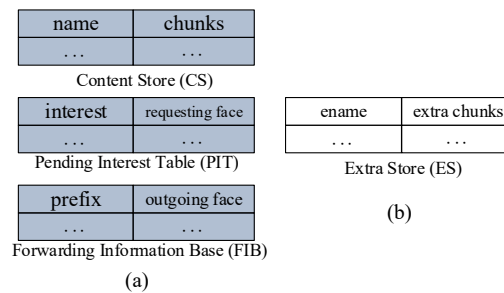 name chunks
... ...
Content Store (CS)
interest requesting face
... ...
Pending Interest Table (PIT)
prefix outgoing face
... ...
Forwarding Information Base (FIB)
(a)
ename extra chunks
... ...
Extra Store (ES)
(b)